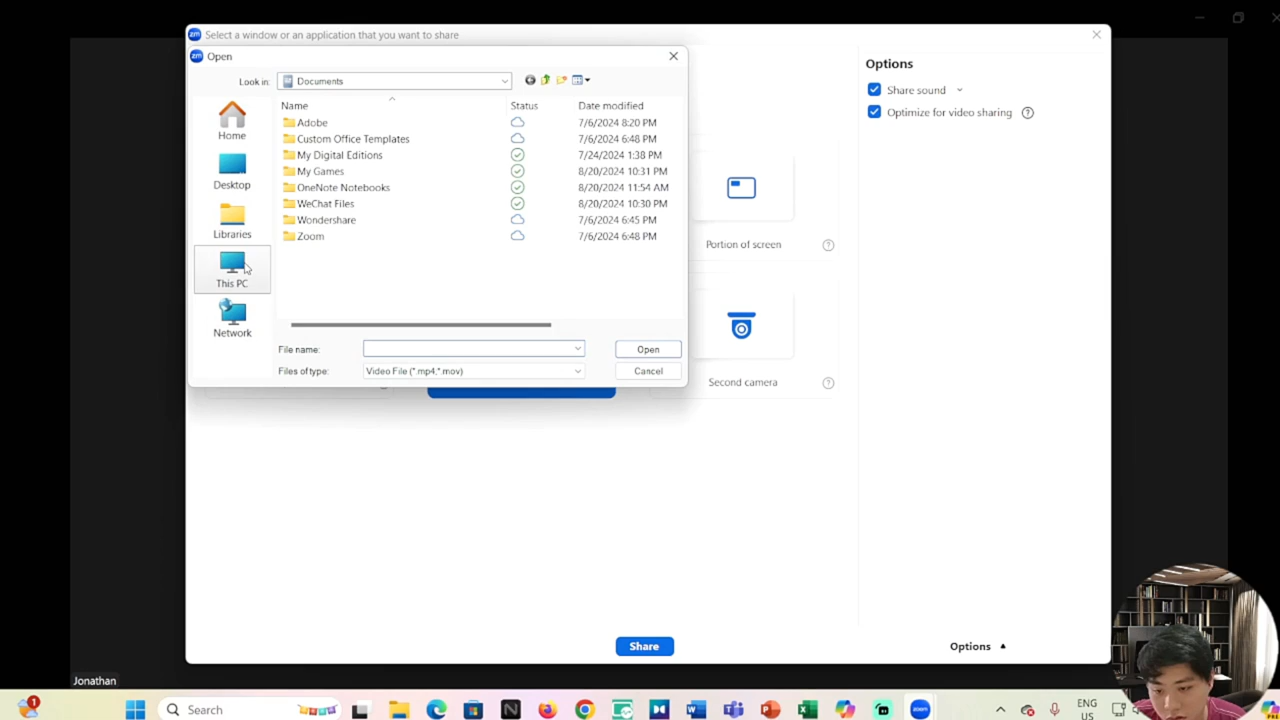 zm Select a window or an application that you want to share
zm Open
Look in: Documents
Name Status Date modified
Adobe 7/6/2024 8:20 PM
Custom Office Templates 7/6/2024 6:48 PM
My Digital Editions 7/24/2024 1:38 PM
My Games 8/20/2024 10:31 PM
OneNote Notebooks 8/20/2024 11:54 AM
WeChat Files 8/20/2024 10:30 PM
Wondershare 7/6/2024 6:45 PM
Zoom 7/6/2024 6:48 PM
Home
Desktop
Libraries
This PC
Network
File name: Open
Files of type: Video File (*.mp4;*.mov) Cancel
Options
Share sound
Optimize for video sharing ?
Portion of screen ?
Second camera ?
Share
Options
Jonathan
1
Search
ENG
US
zoom